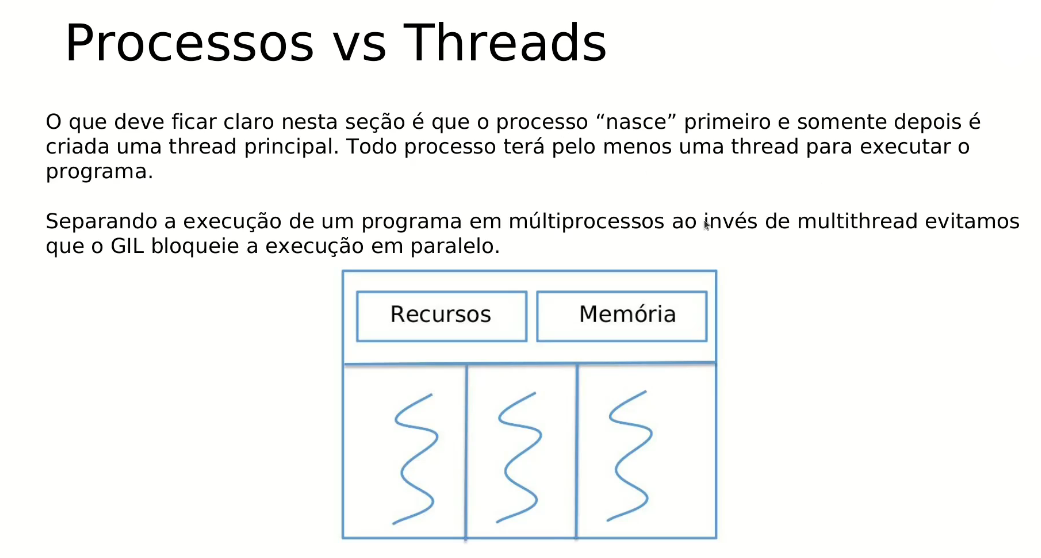 Processos vs Threads
O que deve ficar claro nesta seção é que o processo “nasce” primeiro e somente depois é
criada uma thread principal. Todo processo terá pelo menos uma thread para executar o
programa.
Separando a execução de um programa em múltiprocessos ao invés de multithread evitamos
que o GIL bloqueie a execução em paralelo.
Recursos
Memória